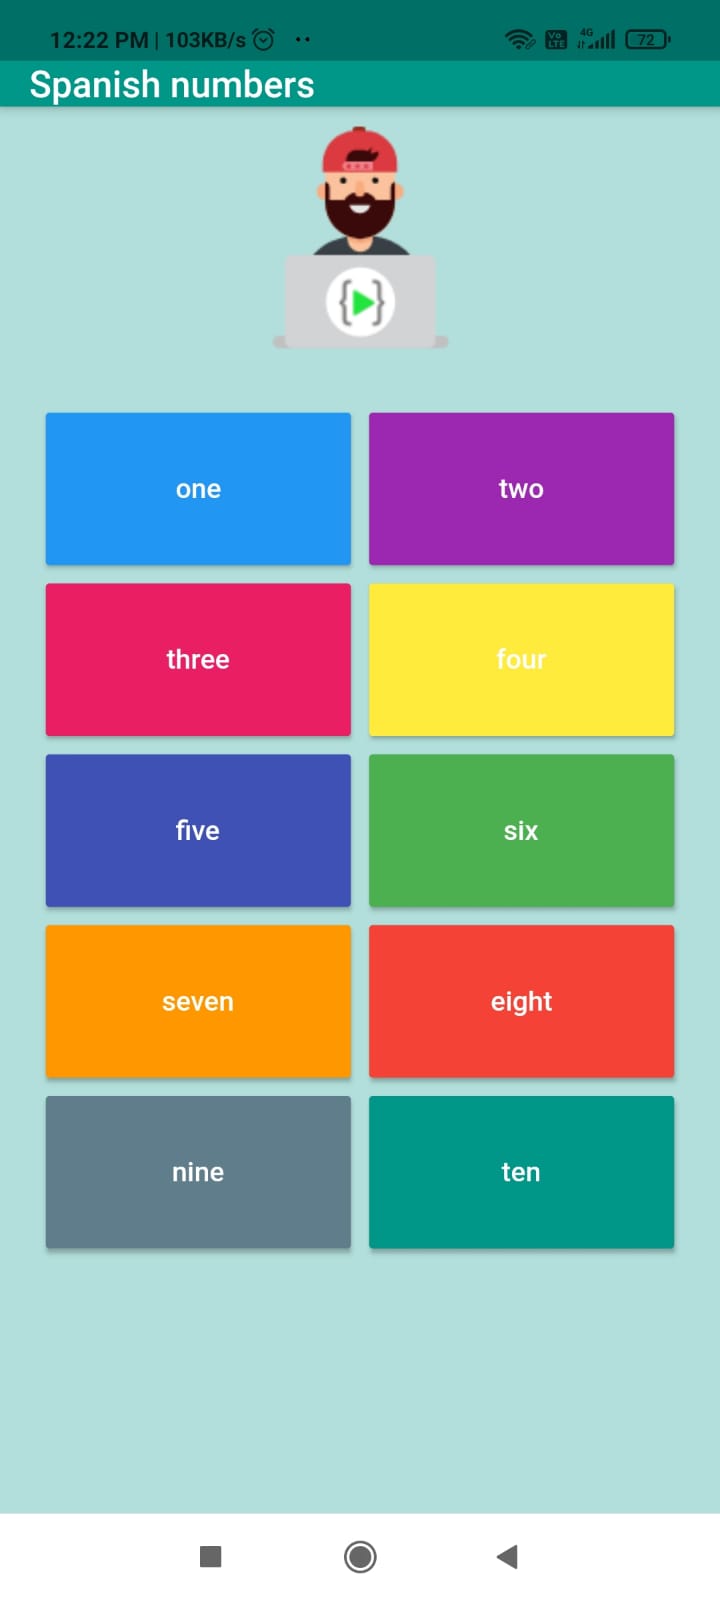 12:22 PM | 103KB/s
Vo LTE 4G 72
Spanish numbers
one
two
three
four
five
six
seven
eight
nine
ten